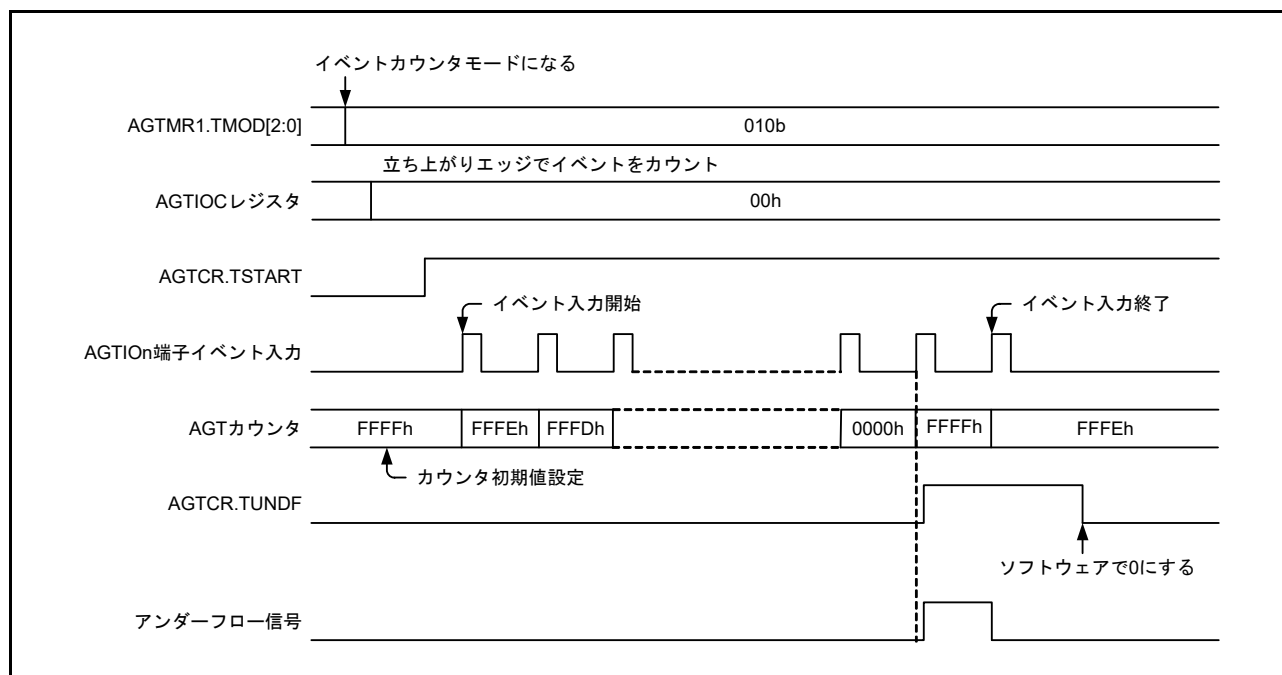 イベントカウンタモードになる
AGTMR1.TMOD[2:0]
010b
立ち上がりエッジでイベントをカウント
AGTIOCレジスタ
00h
AGTCR.TSTART
イベント入力開始
イベント入力終了
AGTIOn端子イベント入力
AGTカウンタ
FFFFh
FFFEh
FFFDh
0000h
FFFFh
FFFEh
カウンタ初期値設定
AGTCR.TUNDF
ソフトウェアで0にする
アンダーフロー信号